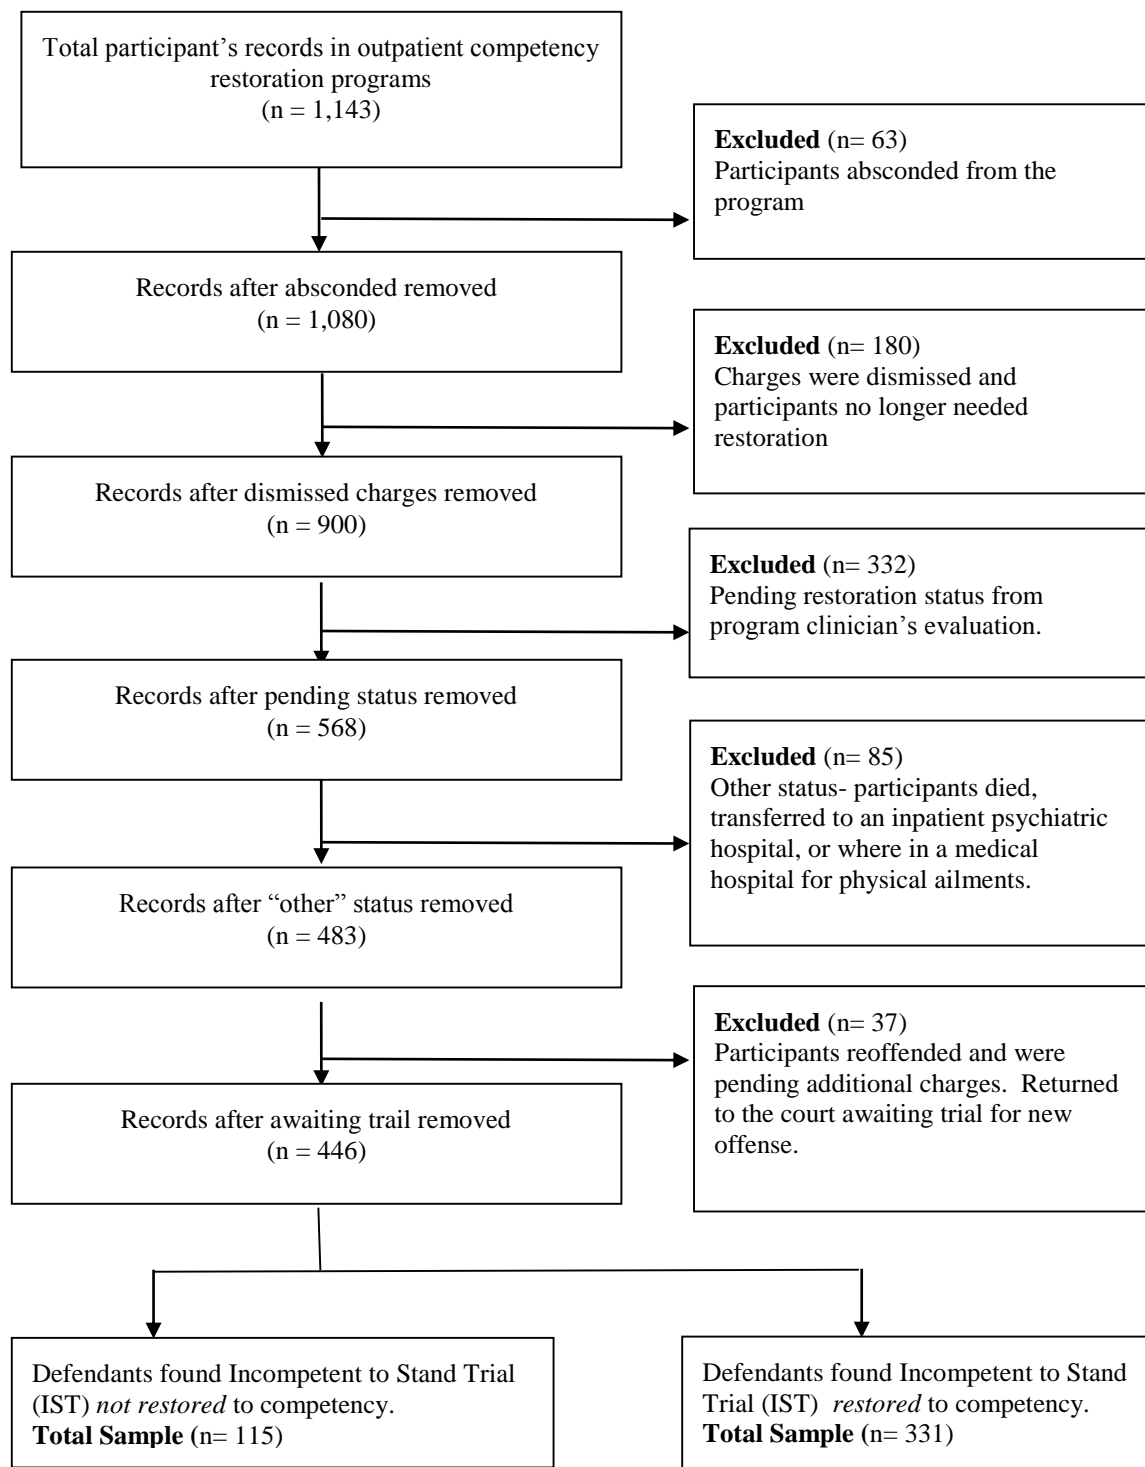 Total participant’s records in outpatient competency
restoration programs
(n = 1,143)
Excluded (n= 63)
Participants absconded from the
program
Records after absconded removed
(n = 1,080)
Excluded (n= 180)
Charges were dismissed and
participants no longer needed
restoration
Records after dismissed charges removed
(n = 900)
Excluded (n= 332)
Pending restoration status from
program clinician’s evaluation.
Records after pending status removed
(n = 568)
Excluded (n= 85)
Other status- participants died,
transferred to an inpatient psychiatric
hospital, or where in a medical
hospital for physical ailments.
Records after “other” status removed
(n = 483)
Excluded (n= 37)
Participants reoffended and were
pending additional charges.  Returned
to the court awaiting trial for new
offense.
Records after awaiting trail removed
(n = 446)
Defendants found Incompetent to Stand Trial
(IST) not restored to competency.
Total Sample (n= 115)
Defendants found Incompetent to Stand
Trial (IST)  restored to competency.
Total Sample (n= 331)